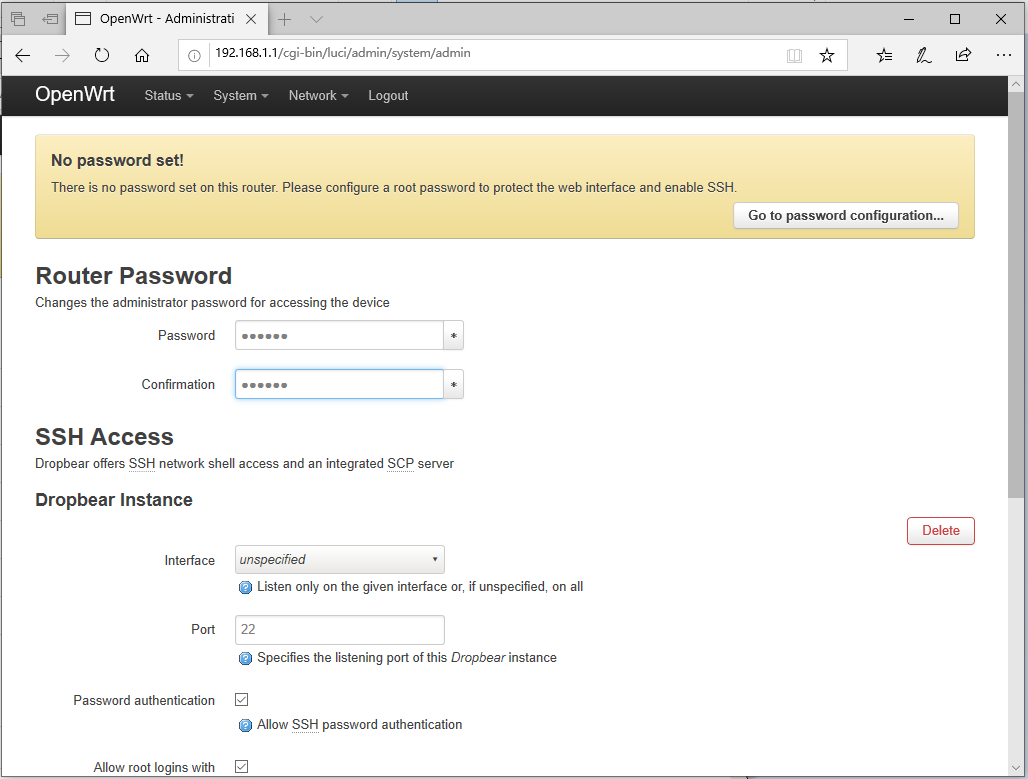 OpenWrt - Administrati
192.168.1.1/cgi-bin/luci/admin/system/admin
OpenWrt Status System Network Logout
No password set!
There is no password set on this router. Please configure a root password to protect the web interface and enable SSH.
Go to password configuration...
Router Password
Changes the administrator password for accessing the device
Password ●●●●●● *
Confirmation ●●●●●● *
SSH Access
Dropbear offers SSH network shell access and an integrated SCP server
Dropbear Instance
Delete
Interface unspecified
Listen only on the given interface or, if unspecified, on all
Port 22
Specifies the listening port of this Dropbear instance
Password authentication
Allow SSH password authentication
Allow root logins with